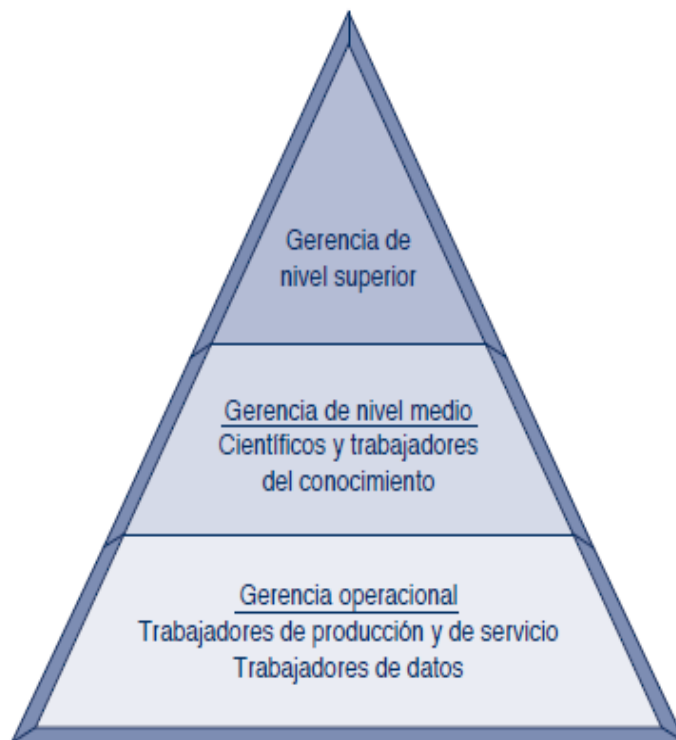 Gerencia de
nivel superior
Gerencia de nivel medio
Científicos y trabajadores
del conocimiento
Gerencia operacional
Trabajadores de producción y de servicio
Trabajadores de datos